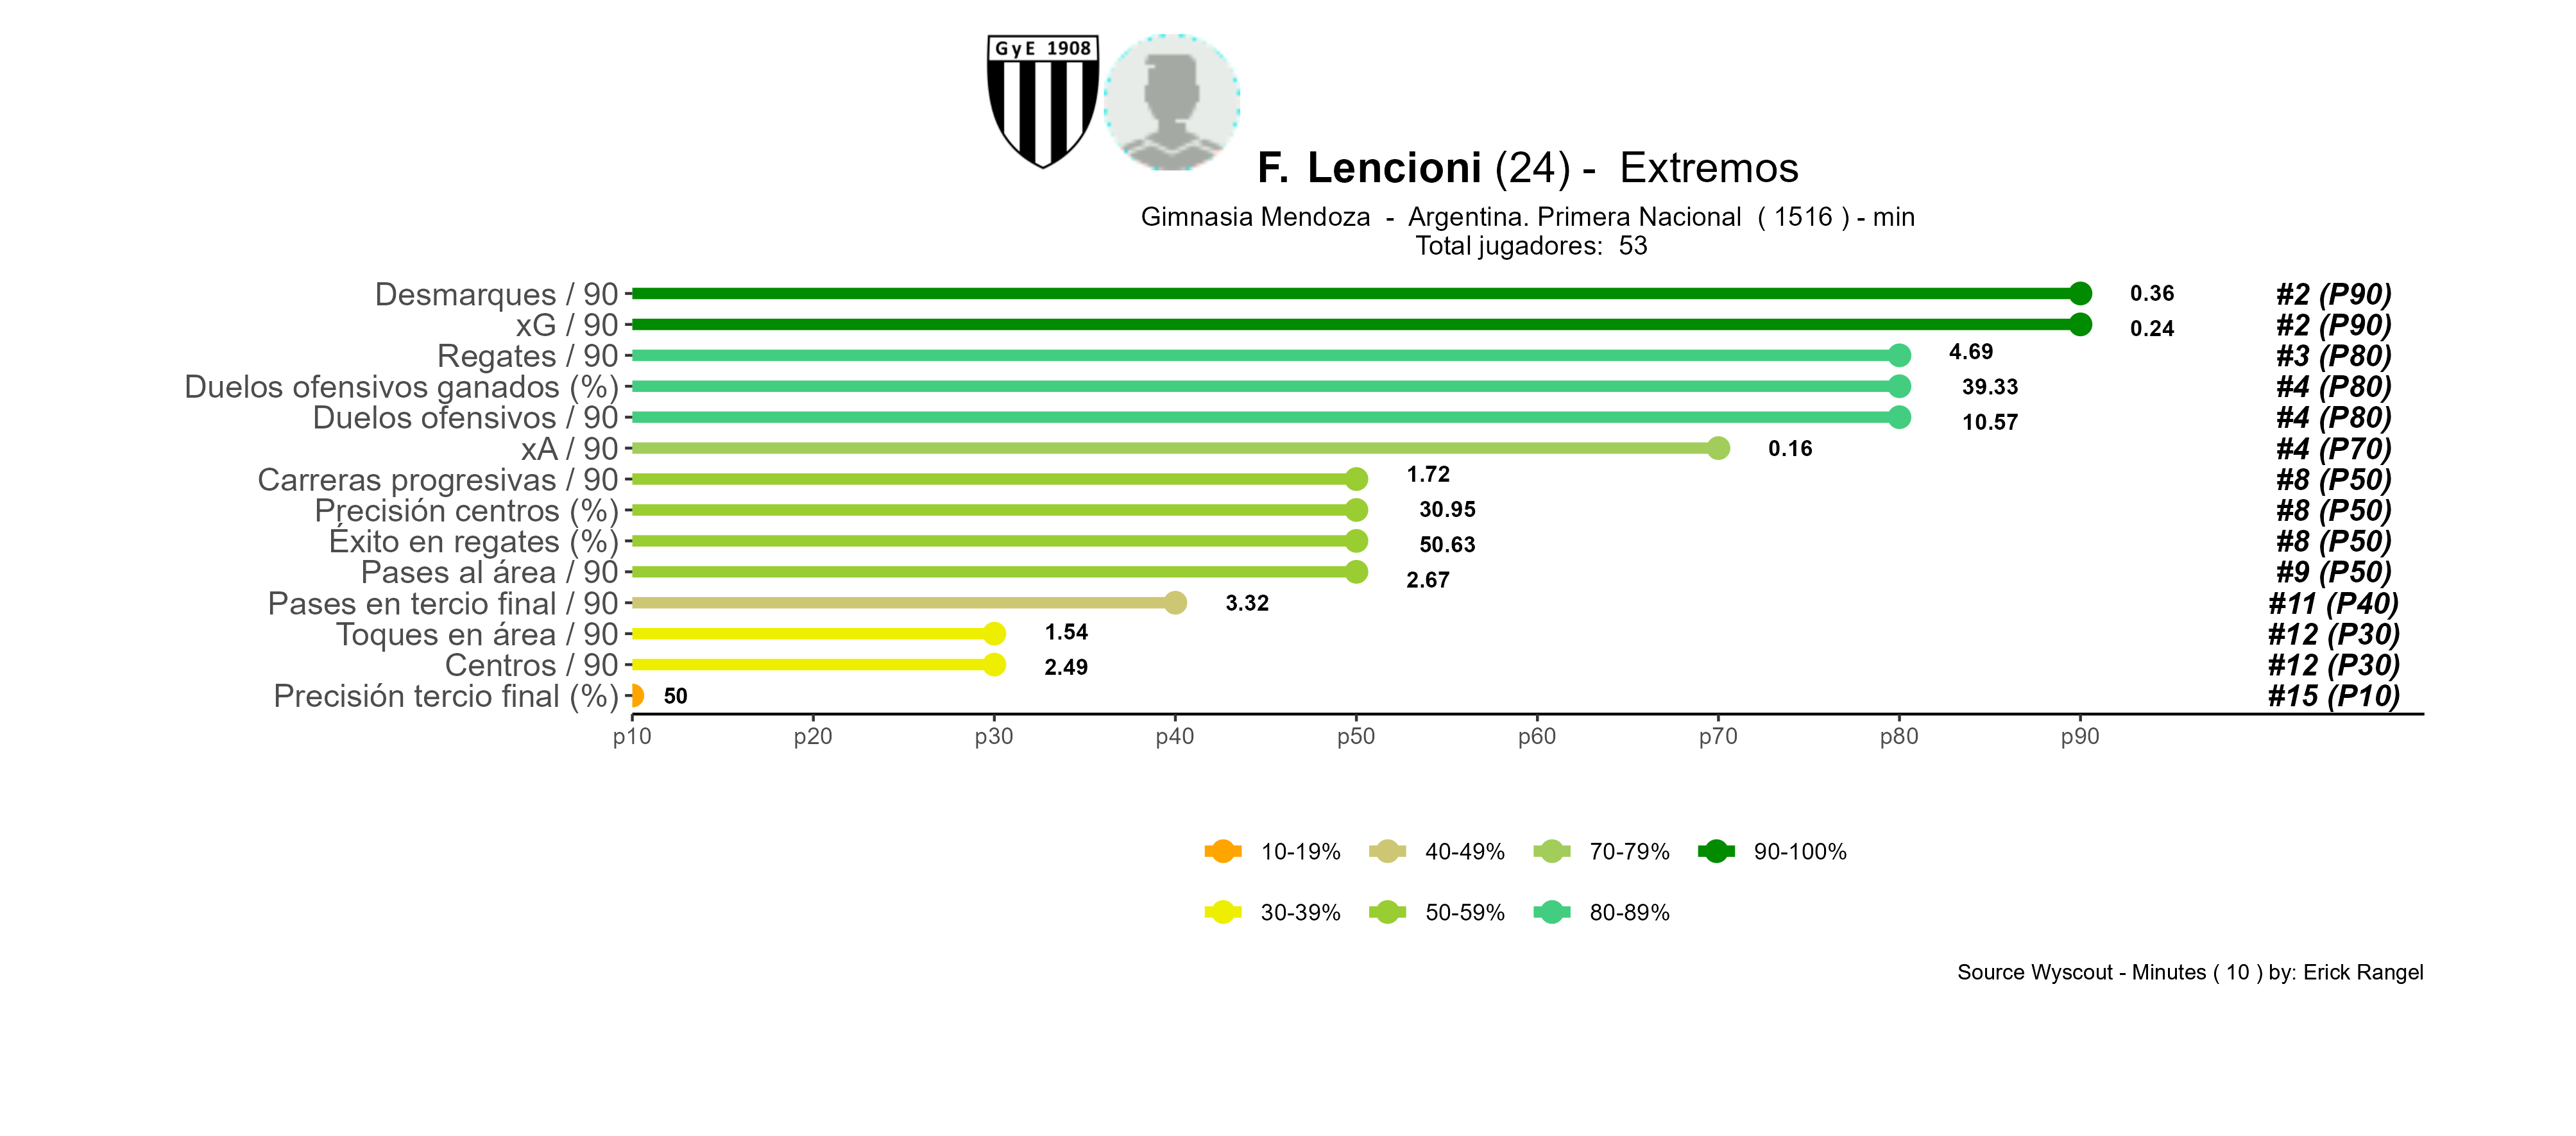 GyE 1908
F. Lencioni (24) - Extremos
Gimnasia Mendoza - Argentina. Primera Nacional ( 1516 ) - min
Total jugadores: 53
Desmarques / 90 0.36 #2 (P90)
xG / 90 0.24 #2 (P90)
Regates / 90 4.69 #3 (P80)
Duelos ofensivos ganados (%) 39.33 #4 (P80)
Duelos ofensivos / 90 10.57 #4 (P80)
xA / 90 0.16 #4 (P70)
Carreras progresivas / 90 1.72 #8 (P50)
Precisión centros (%) 30.95 #8 (P50)
Éxito en regates (%) 50.63 #8 (P50)
Pases al área / 90 2.67 #9 (P50)
Pases en tercio final / 90 3.32 #11 (P40)
Toques en área / 90 1.54 #12 (P30)
Centros / 90 2.49 #12 (P30)
Precisión tercio final (%) 50 #15 (P10)
p10 p20 p30 p40 p50 p60 p70 p80 p90
10-19% 40-49% 70-79% 90-100%
30-39% 50-59% 80-89%
Source Wyscout - Minutes ( 10 ) by: Erick Rangel